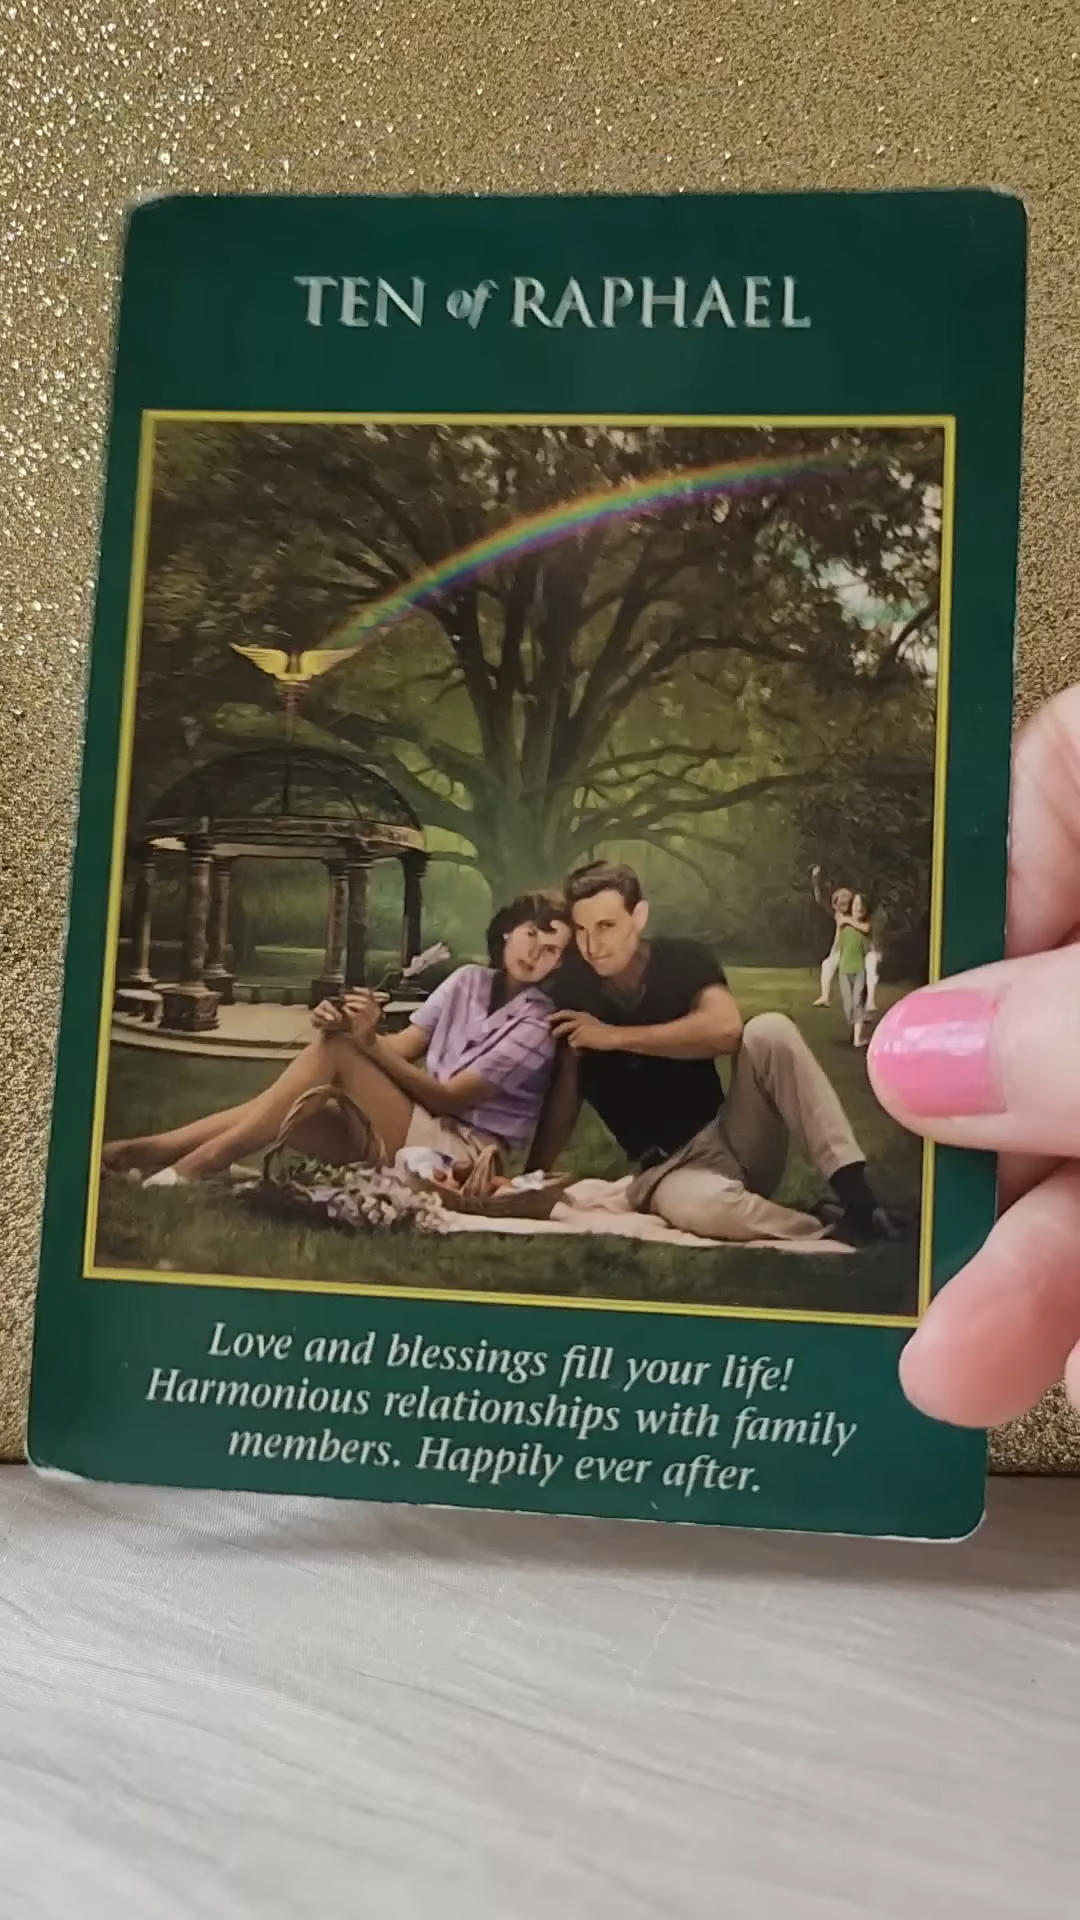 TEN of RAPHAEL
Love and blessings fill your life!
Harmonious relationships with family
members. Happily ever after.